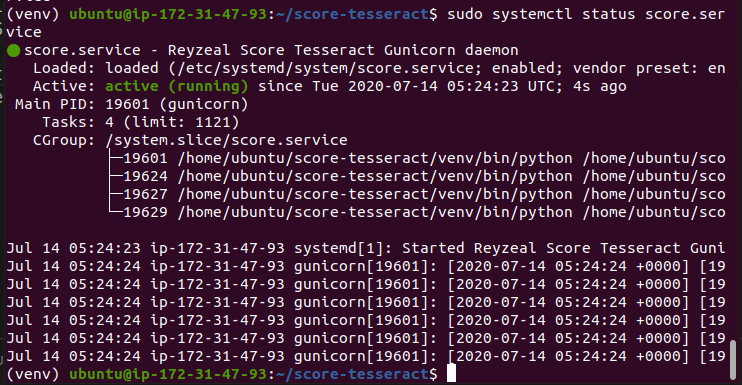 (venv) ubuntu@ip-172-31-47-93:~/score-tesseract$ sudo systemctl status score.ser
vice
● score.service - Reyzeal Score Tesseract Gunicorn daemon
   Loaded: loaded (/etc/systemd/system/score.service; enabled; vendor preset: en
   Active: active (running) since Tue 2020-07-14 05:24:23 UTC; 4s ago
 Main PID: 19601 (gunicorn)
    Tasks: 4 (limit: 1121)
   CGroup: /system.slice/score.service
           ├─19601 /home/ubuntu/score-tesseract/venv/bin/python /home/ubuntu/sco
           ├─19624 /home/ubuntu/score-tesseract/venv/bin/python /home/ubuntu/sco
           ├─19627 /home/ubuntu/score-tesseract/venv/bin/python /home/ubuntu/sco
           └─19629 /home/ubuntu/score-tesseract/venv/bin/python /home/ubuntu/sco

Jul 14 05:24:23 ip-172-31-47-93 systemd[1]: Started Reyzeal Score Tesseract Guni
Jul 14 05:24:24 ip-172-31-47-93 gunicorn[19601]: [2020-07-14 05:24:24 +0000] [19
Jul 14 05:24:24 ip-172-31-47-93 gunicorn[19601]: [2020-07-14 05:24:24 +0000] [19
Jul 14 05:24:24 ip-172-31-47-93 gunicorn[19601]: [2020-07-14 05:24:24 +0000] [19
Jul 14 05:24:24 ip-172-31-47-93 gunicorn[19601]: [2020-07-14 05:24:24 +0000] [19
Jul 14 05:24:24 ip-172-31-47-93 gunicorn[19601]: [2020-07-14 05:24:24 +0000] [19
Jul 14 05:24:24 ip-172-31-47-93 gunicorn[19601]: [2020-07-14 05:24:24 +0000] [19
(venv) ubuntu@ip-172-31-47-93:~/score-tesseract$